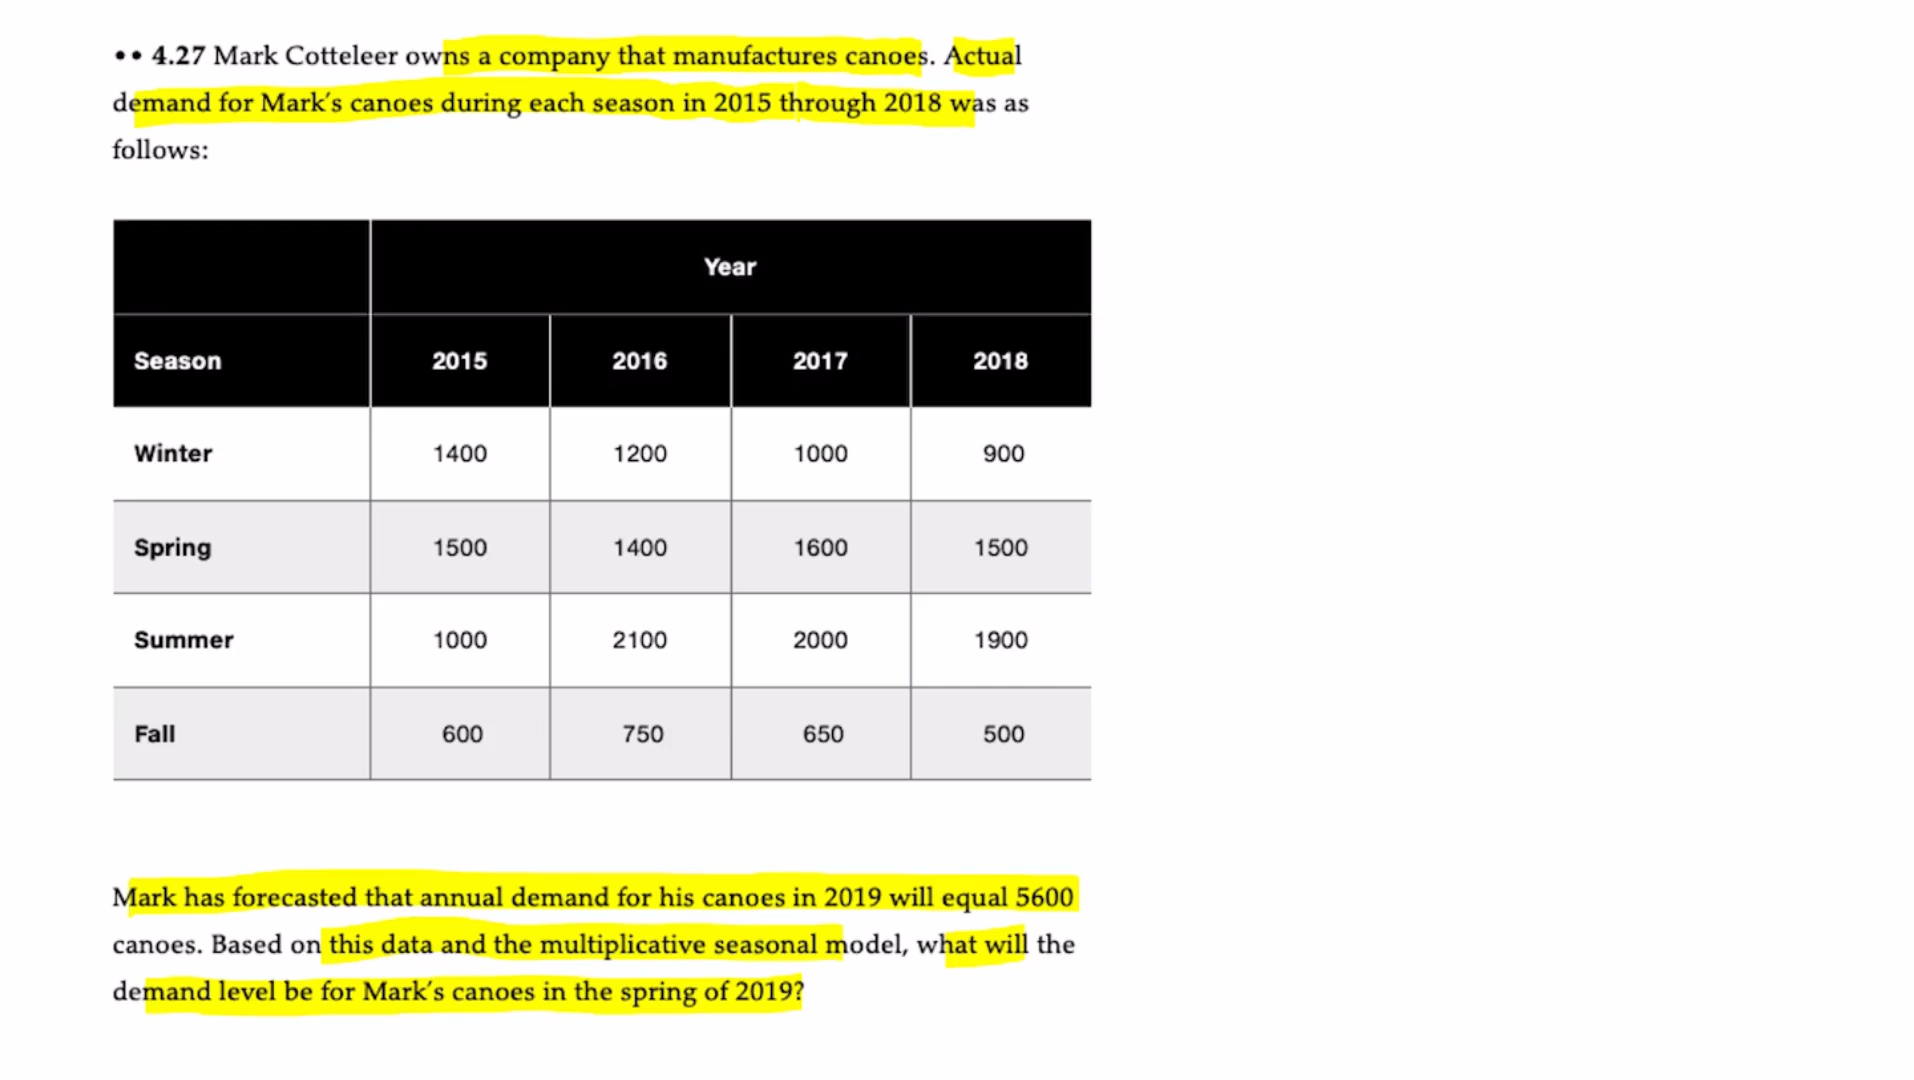 •• 4.27 Mark Cotteleer owns a company that manufactures canoes. Actual
demand for Mark's canoes during each season in 2015 through 2018 was as
follows:
Year
Season 2015 2016 2017 2018
Winter 1400 1200 1000 900
Spring 1500 1400 1600 1500
Summer 1000 2100 2000 1900
Fall 600 750 650 500
Mark has forecasted that annual demand for his canoes in 2019 will equal 5600
canoes. Based on this data and the multiplicative seasonal model, what will the
demand level be for Mark's canoes in the spring of 2019?